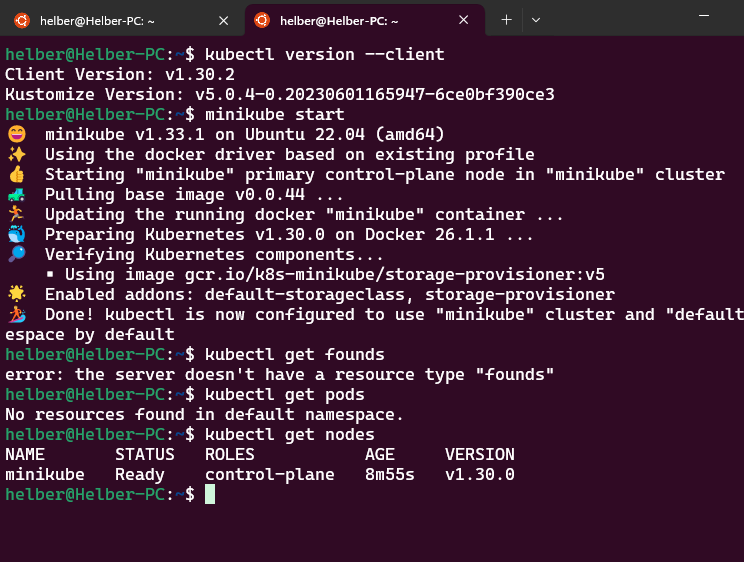 helber@Helber-PC: ~
helber@Helber-PC: ~
helber@Helber-PC:~$ kubectl version --client
Client Version: v1.30.2
Kustomize Version: v5.0.4-0.20230601165947-6ce0bf390ce3
helber@Helber-PC:~$ minikube start
minikube v1.33.1 on Ubuntu 22.04 (amd64)
Using the docker driver based on existing profile
Starting "minikube" primary control-plane node in "minikube" cluster
Pulling base image v0.0.44 ...
Updating the running docker "minikube" container ...
Preparing Kubernetes v1.30.0 on Docker 26.1.1 ...
Verifying Kubernetes components...
▪ Using image gcr.io/k8s-minikube/storage-provisioner:v5
Enabled addons: default-storageclass, storage-provisioner
Done! kubectl is now configured to use "minikube" cluster and "default
espace by default
helber@Helber-PC:~$ kubectl get founds
error: the server doesn't have a resource type "founds"
helber@Helber-PC:~$ kubectl get pods
No resources found in default namespace.
helber@Helber-PC:~$ kubectl get nodes
NAME STATUS ROLES AGE VERSION
minikube Ready control-plane 8m55s v1.30.0
helber@Helber-PC:~$